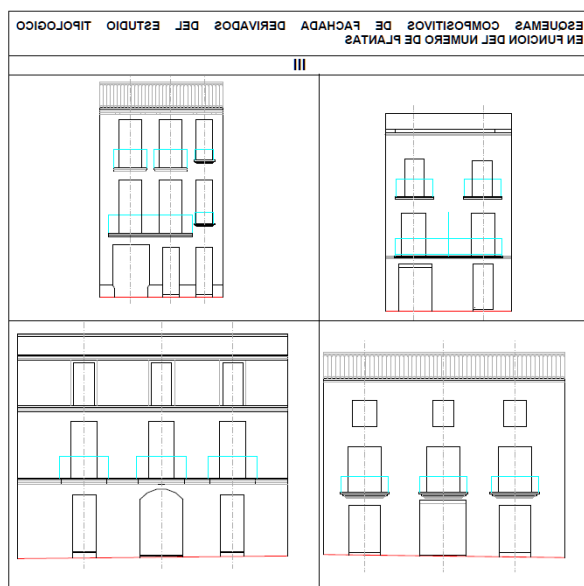 ESQUEMAS COMPOSITIVOS DE FACHADA DERIVADOS DEL ESTUDIO TIPOLOGICO
EN FUNCION DEL NUMERO DE PLANTAS
III